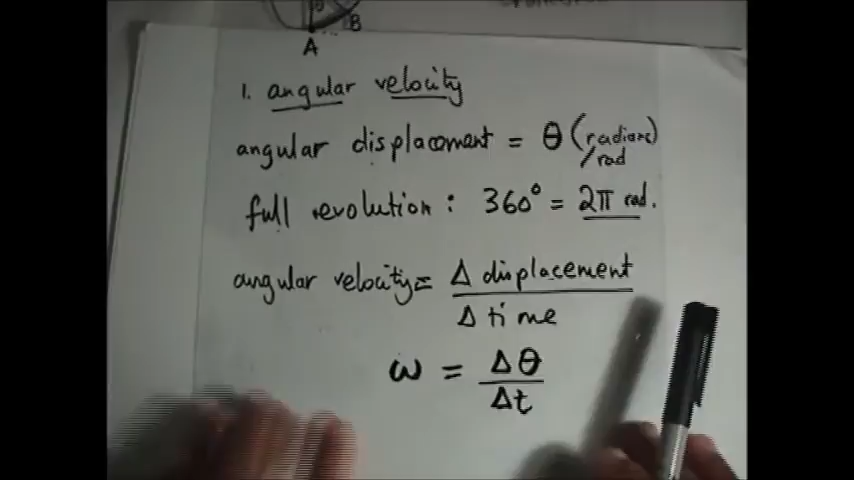 B
A
1. angular velocity
angular displacement = θ (radians)
/rad
full revolution : 360° = 2π rad.
angular velocity = Δ displacement
Δ time
ω = Δθ
Δt